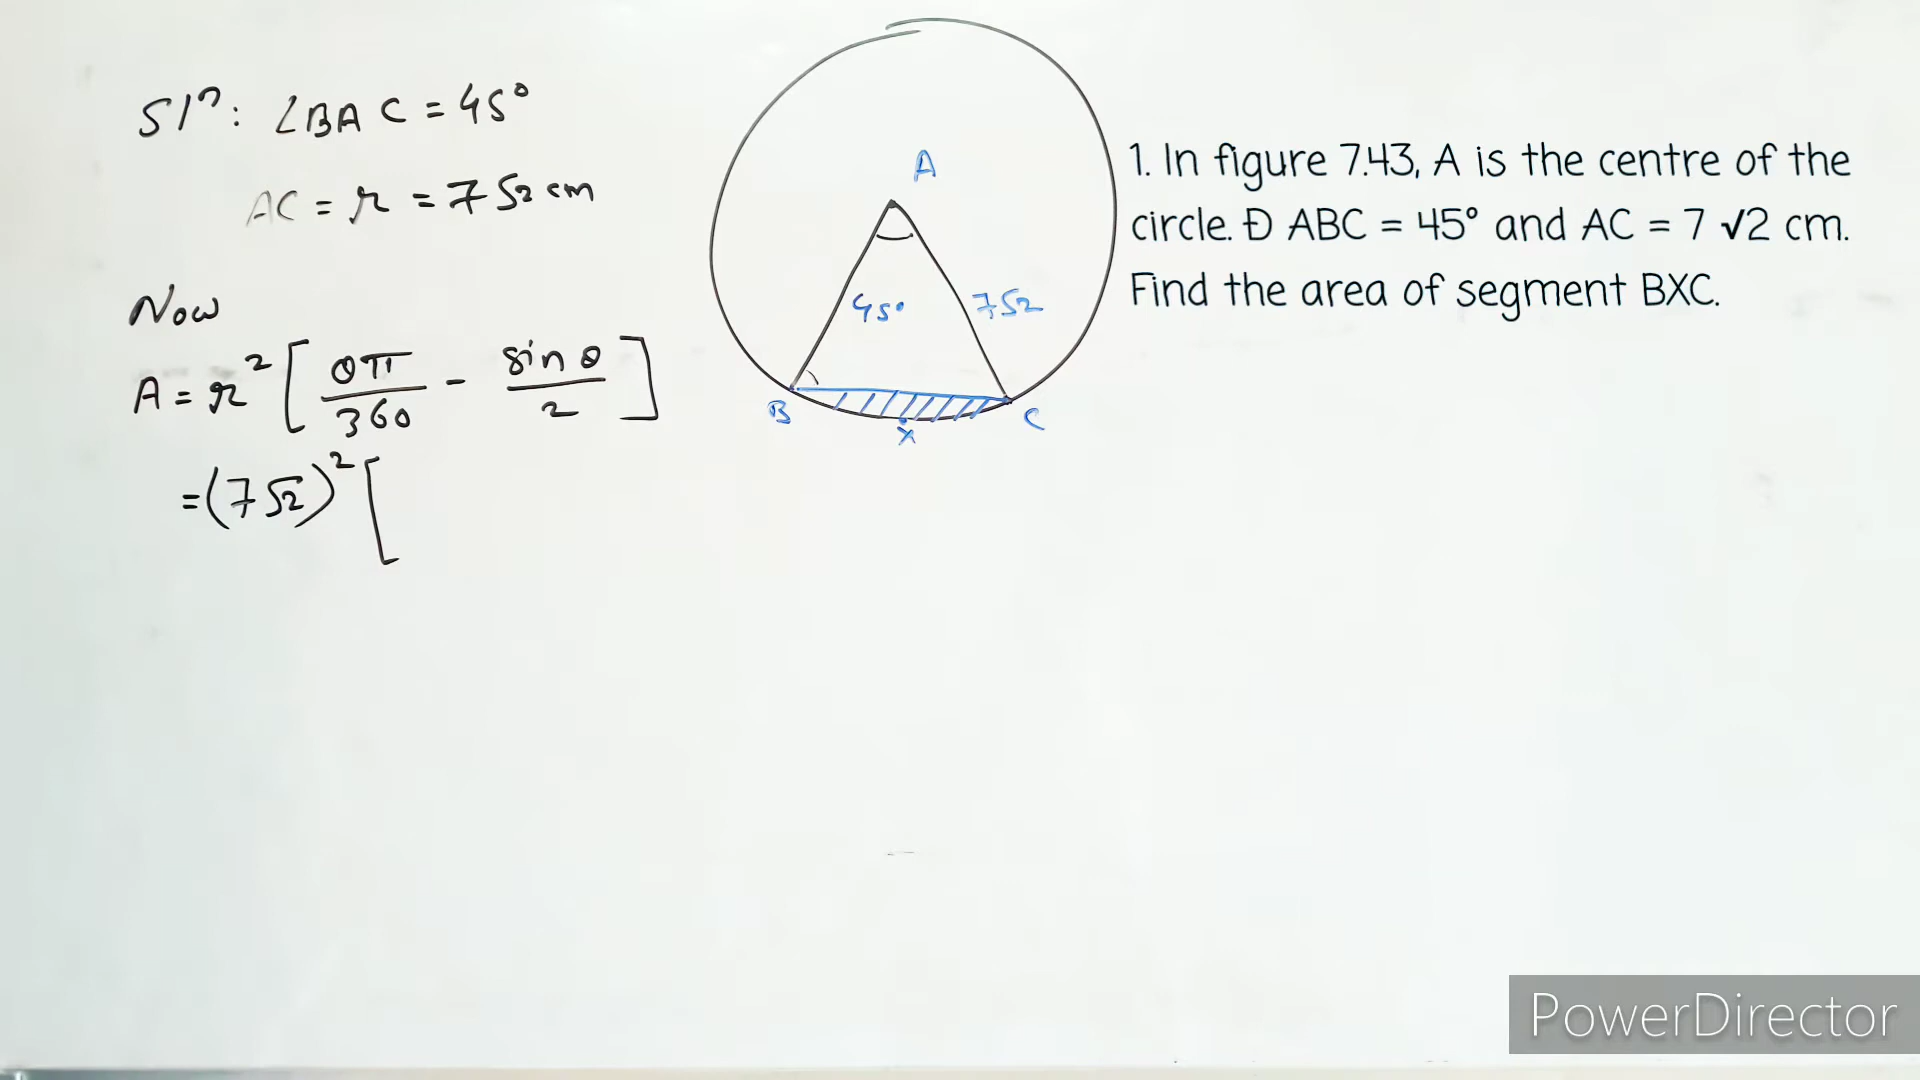 Slⁿ: ∠BAC = 45°
AC = r = 7√2 cm
Now
A = r² [ θπ/360 - sin θ/2 ]
= (7√2)² [
A
45°
7√2
B
X
C
1. In figure 7.43, A is the centre of the
circle. Ð ABC = 45° and AC = 7 √2 cm.
Find the area of segment BXC.
PowerDirector